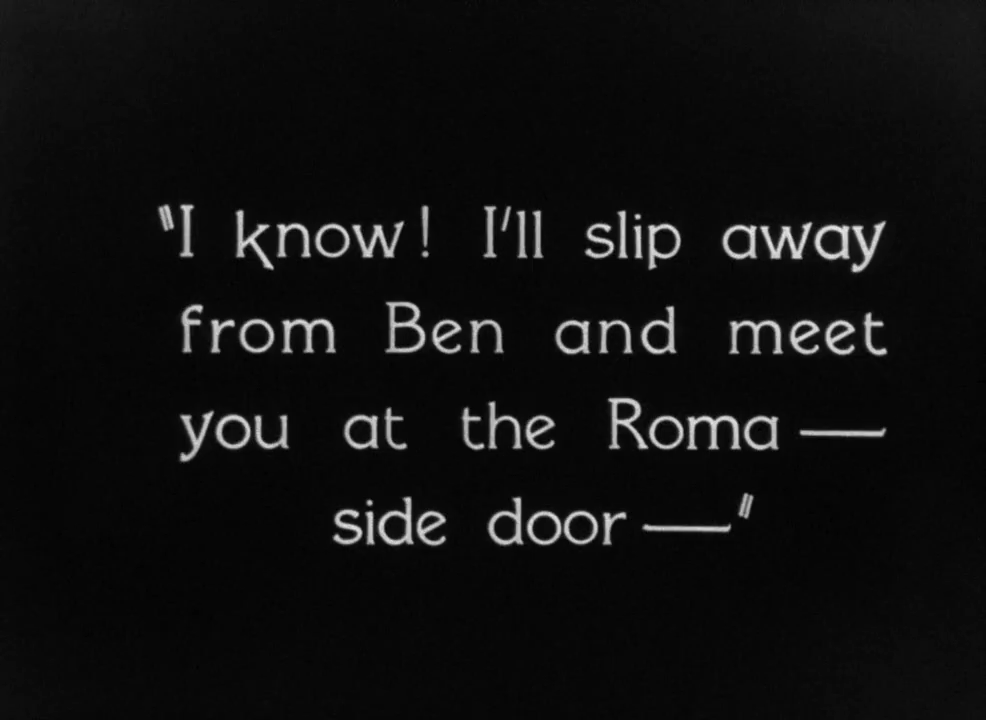 "I know! I'll slip away
from Ben and meet
you at the Roma —
side door —"